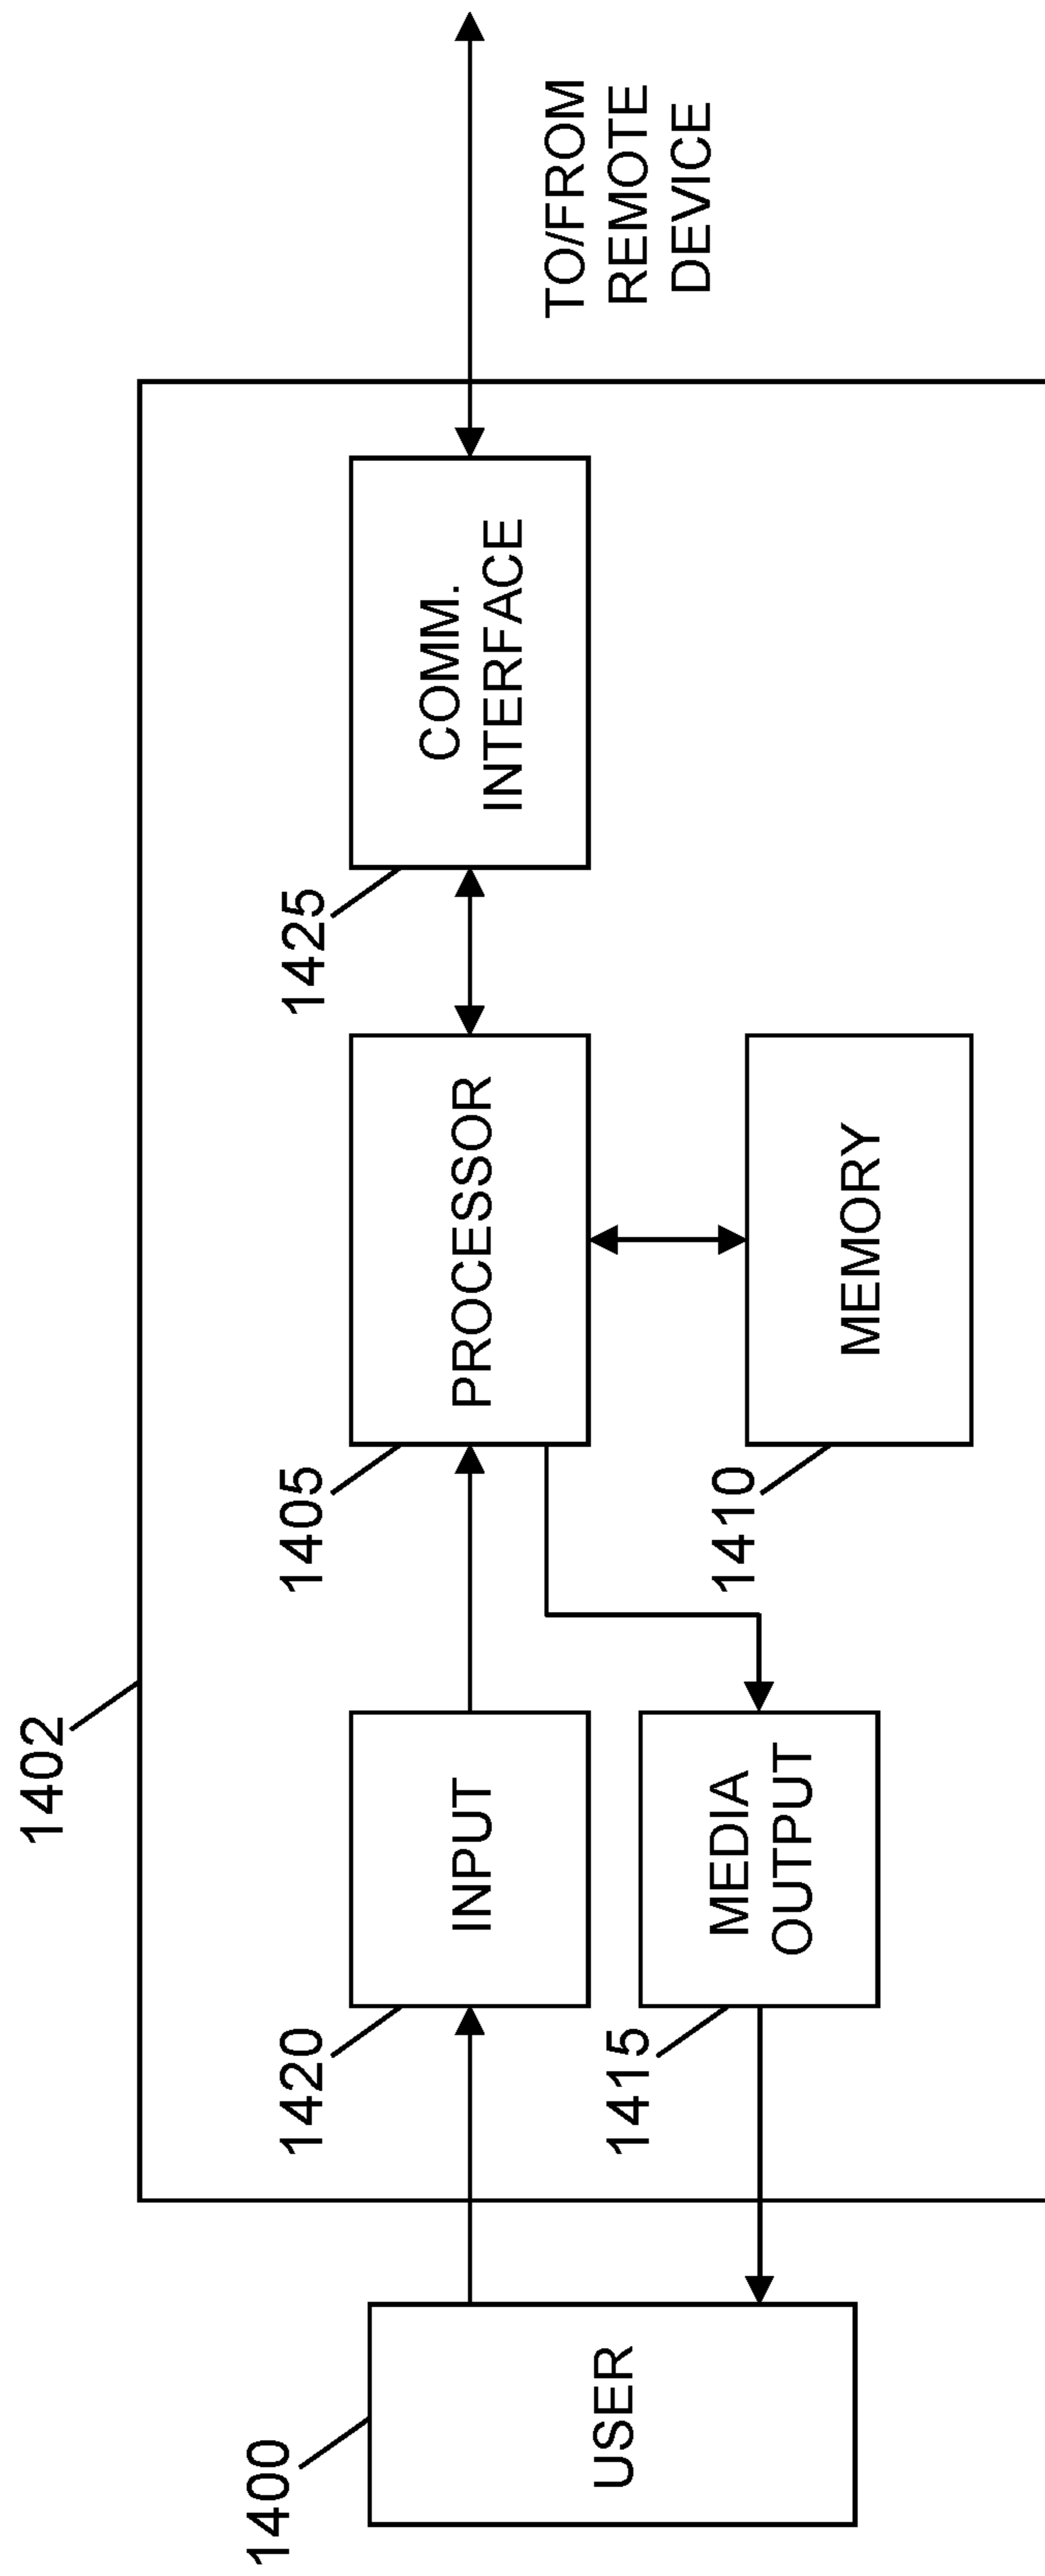 1402
1400
USER
1420
INPUT
1415
MEDIA
OUTPUT
1405
PROCESSOR
1410
MEMORY
1425
COMM.
INTERFACE
TO/FROM
REMOTE
DEVICE